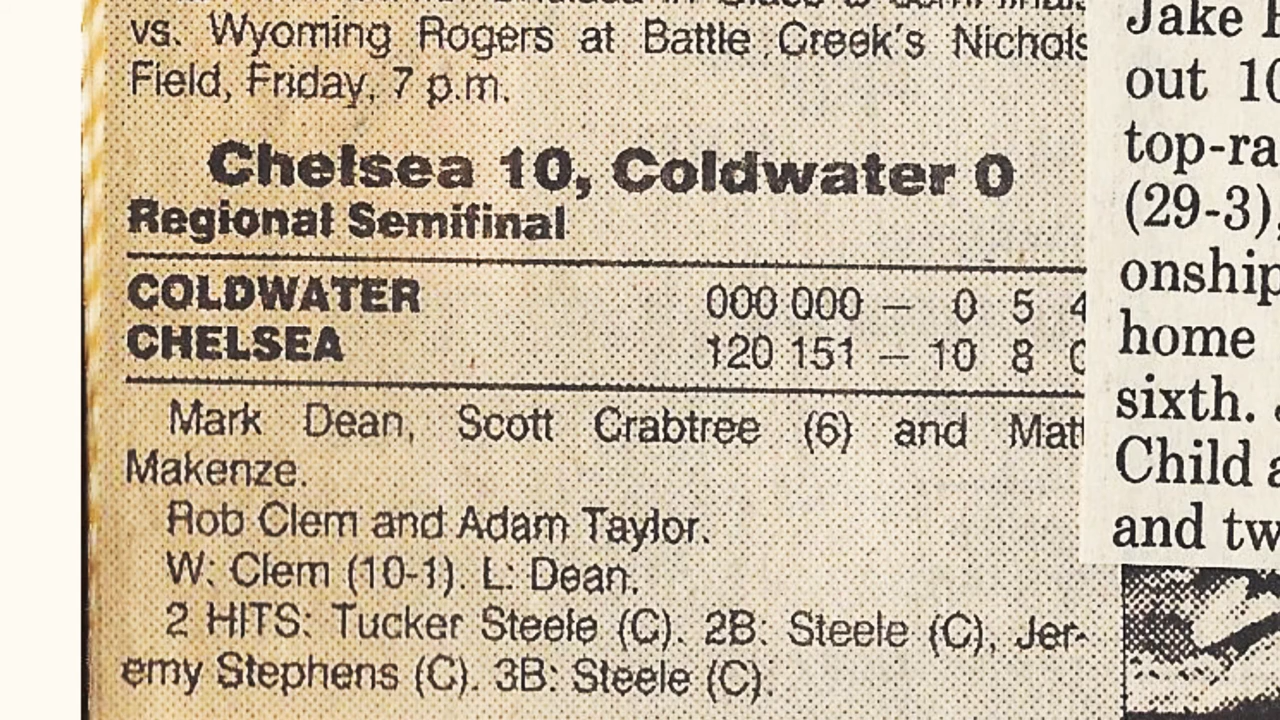 vs. Wyoming Rogers at Battle Creek's Nichols
Field, Friday, 7 p.m.
Chelsea 10, Coldwater 0
Regional Semifinal
COLDWATER 000 000 — 0 5 4
CHELSEA 120 151 — 10 8 0
Mark Dean, Scott Crabtree (6) and Matt
Makenze.
Rob Clem and Adam Taylor.
W: Clem (10-1). L: Dean.
2 HITS: Tucker Steele (C). 2B: Steele (C), Jer-
emy Stephens (C). 3B: Steele (C).
Jake
out 10
top-ra
(29-3),
onship
home
sixth.
Child a
and tw